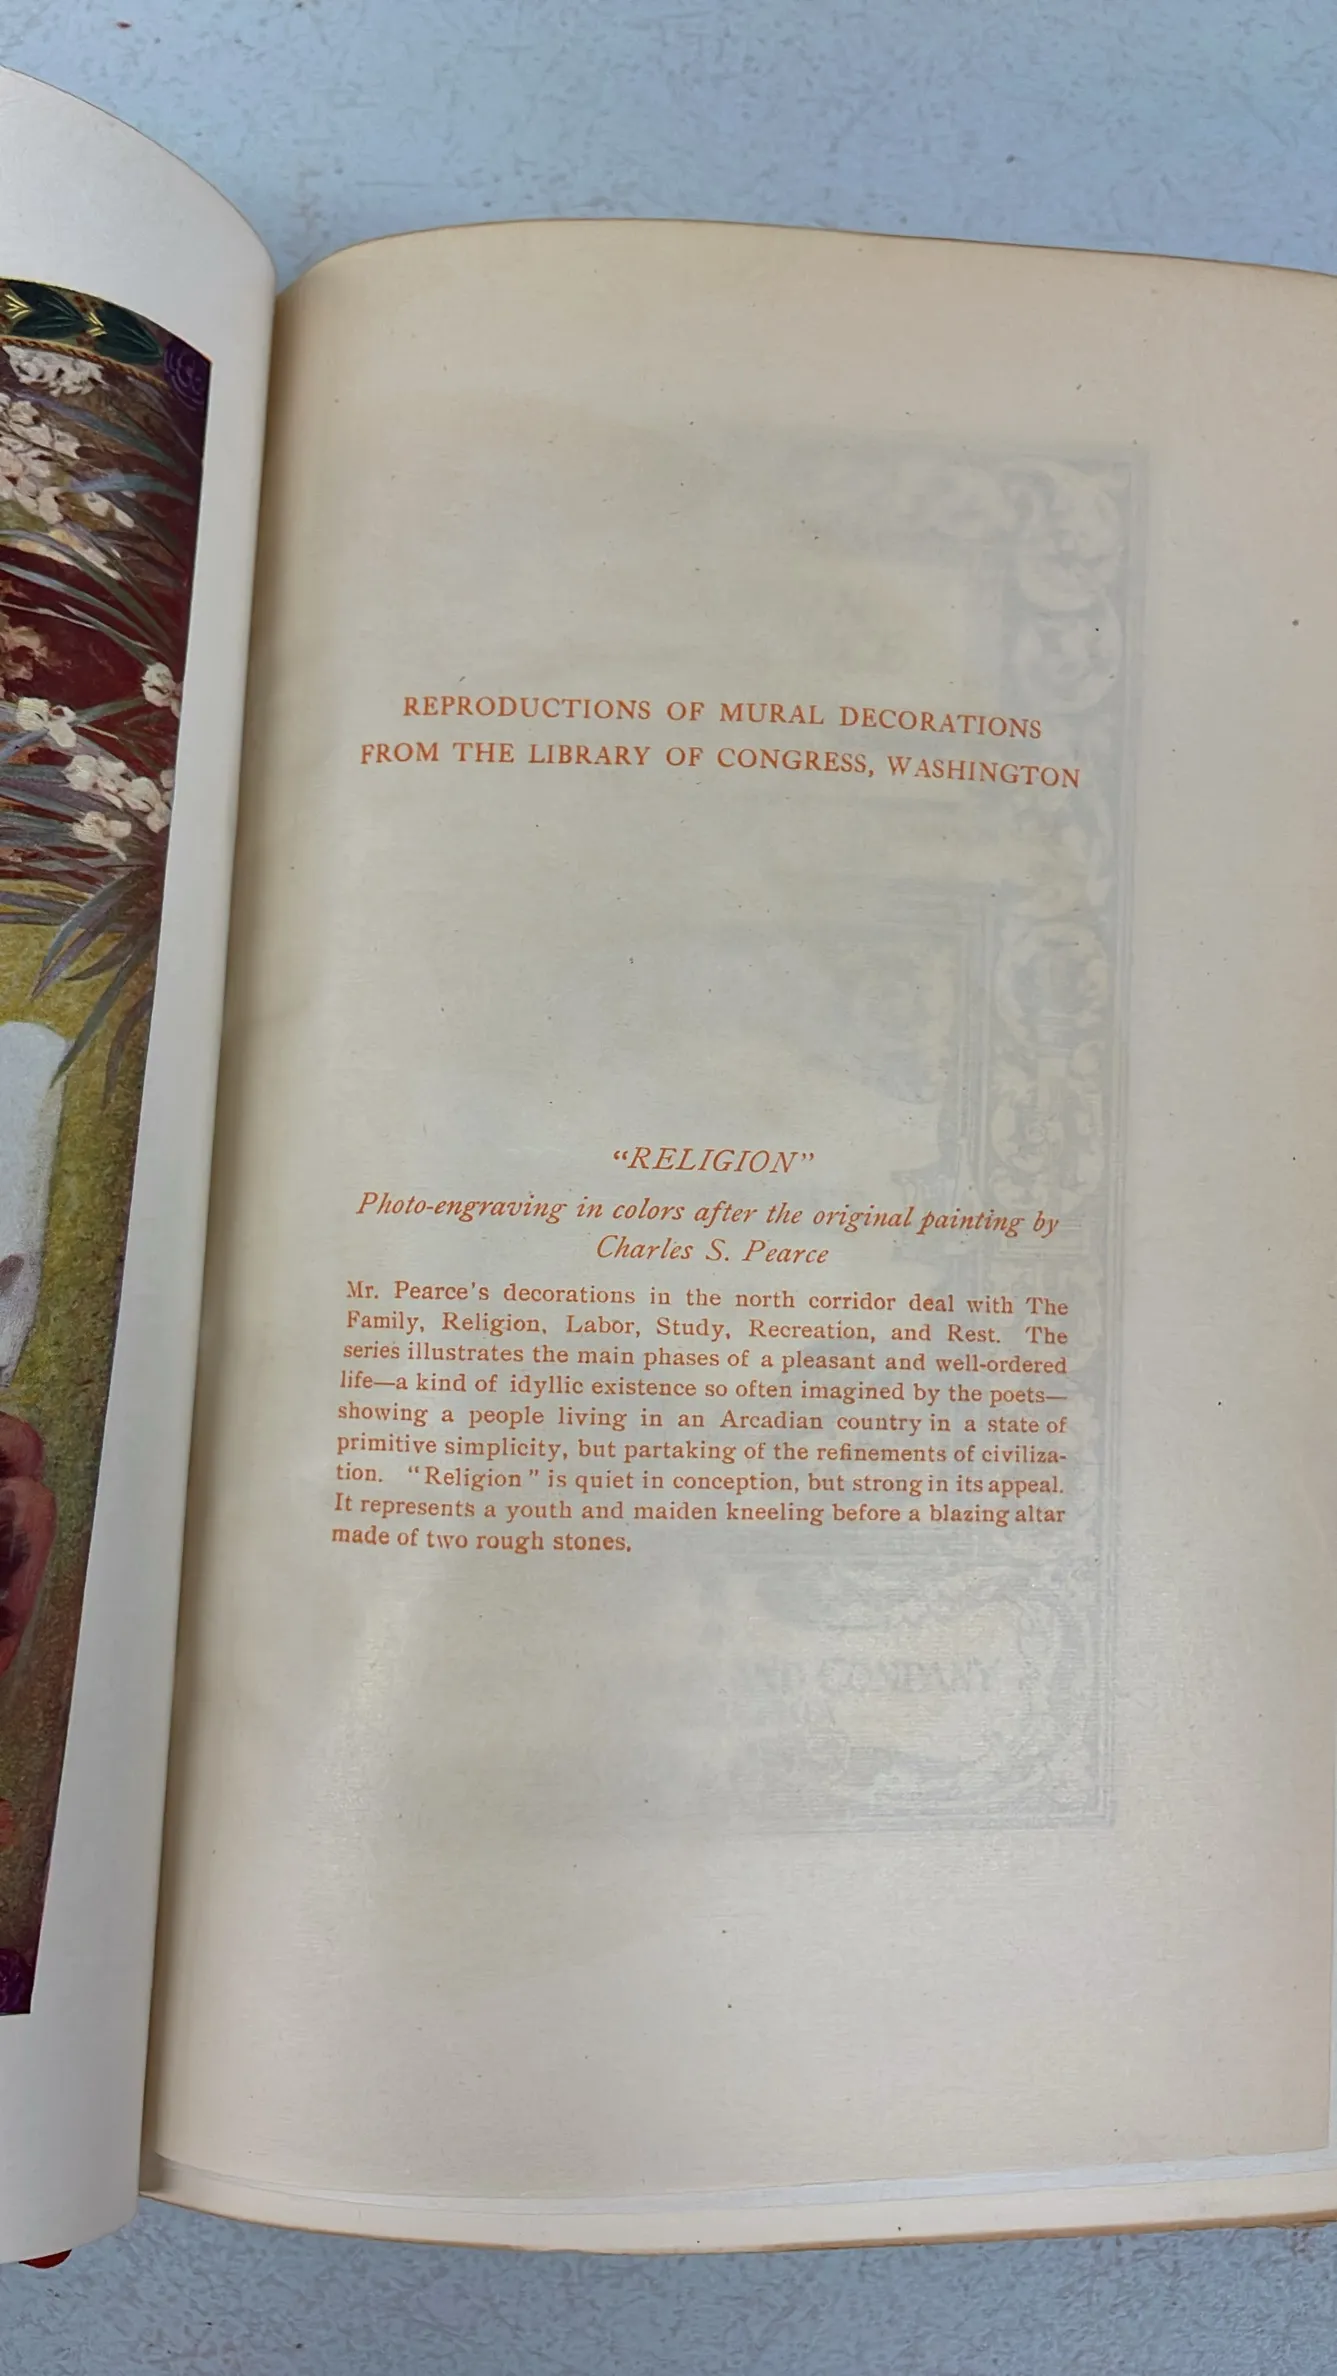 REPRODUCTIONS OF MURAL DECORATIONS
FROM THE LIBRARY OF CONGRESS, WASHINGTON
“RELIGION”
Photo-engraving in colors after the original painting by
Charles S. Pearce
Mr. Pearce’s decorations in the north corridor deal with The
Family, Religion, Labor, Study, Recreation, and Rest. The
series illustrates the main phases of a pleasant and well-ordered
life—a kind of idyllic existence so often imagined by the poets—
showing a people living in an Arcadian country in a state of
primitive simplicity, but partaking of the refinements of civiliza-
tion. “Religion” is quiet in conception, but strong in its appeal.
It represents a youth and maiden kneeling before a blazing altar
made of two rough stones.